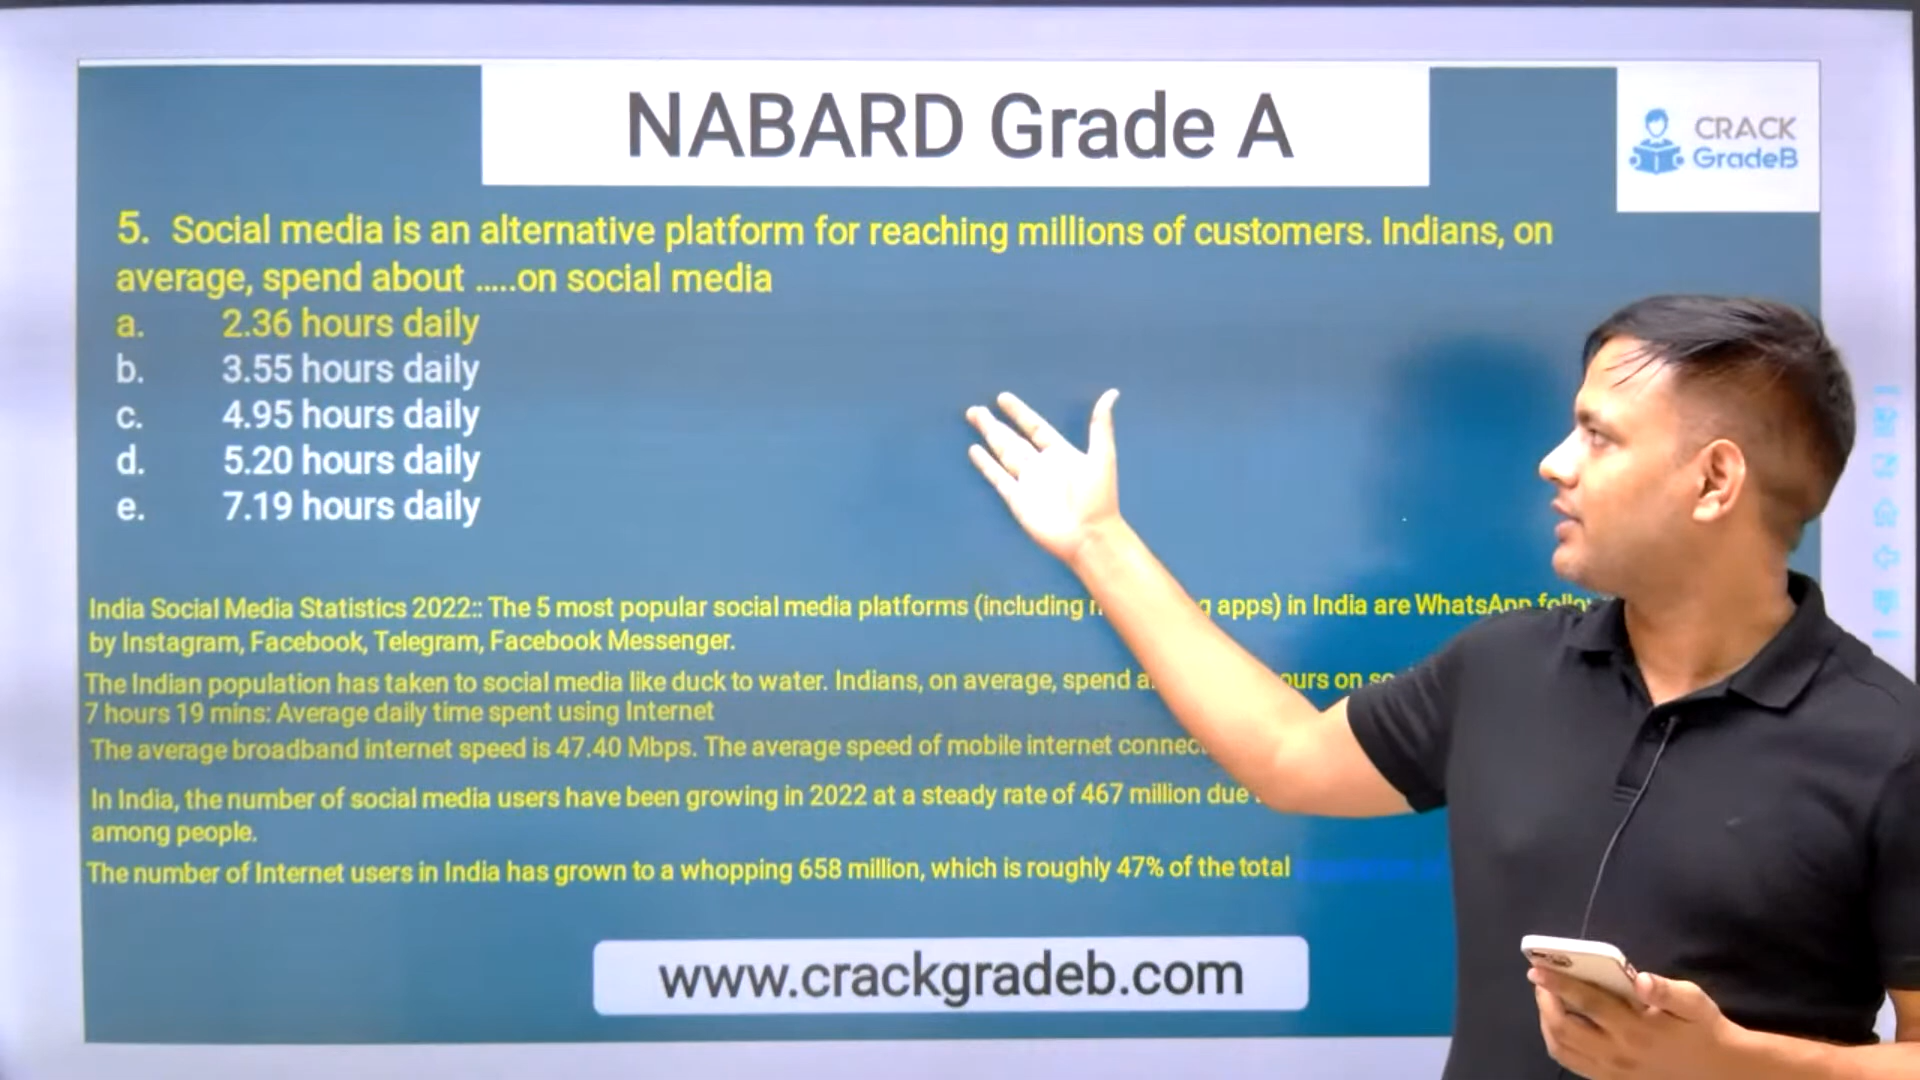 NABARD Grade A
CRACK
GradeB
5. Social media is an alternative platform for reaching millions of customers. Indians, on
average, spend about .....on social media
a. 2.36 hours daily
b. 3.55 hours daily
c. 4.95 hours daily
d. 5.20 hours daily
e. 7.19 hours daily
India Social Media Statistics 2022:: The 5 most popular social media platforms (including apps) in India are WhatsApp
by Instagram, Facebook, Telegram, Facebook Messenger.
The Indian population has taken to social media like duck to water. Indians, on average, spend on
7 hours 19 mins: Average daily time spent using Internet
The average broadband internet speed is 47.40 Mbps. The average speed of mobile internet
In India, the number of social media users have been growing in 2022 at a steady rate of 467 million due
among people.
The number of Internet users in India has grown to a whopping 658 million, which is roughly 47% of the total
www.crackgradeb.com